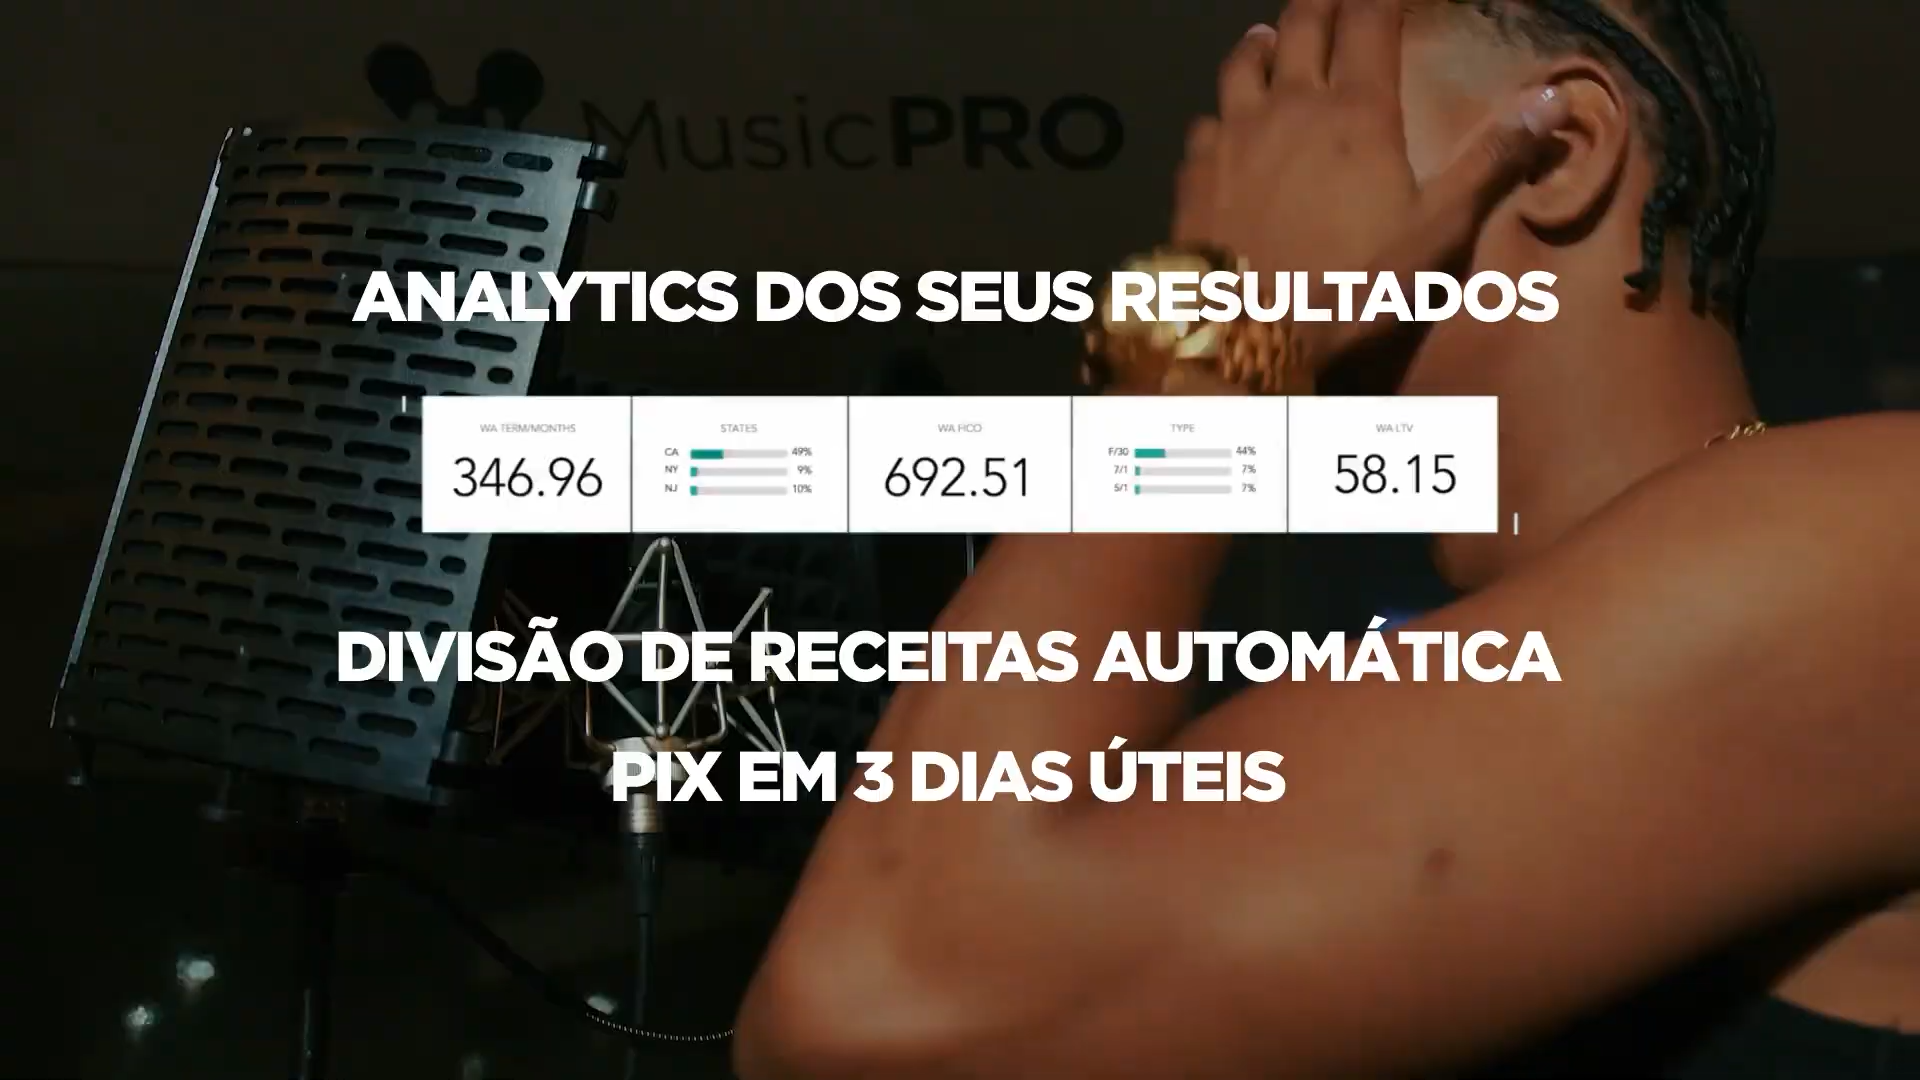 MusicPRO
ANALYTICS DOS SEUS RESULTADOS
WA TERM/MONTHS
346.96
STATES
CA 49%
NY 9%
NJ 10%
WA FICO
692.51
TYPE
F/30 44%
7/1 7%
5/1 7%
WA LTV
58.15
DIVISÃO DE RECEITAS AUTOMÁTICA
PIX EM 3 DIAS ÚTEIS